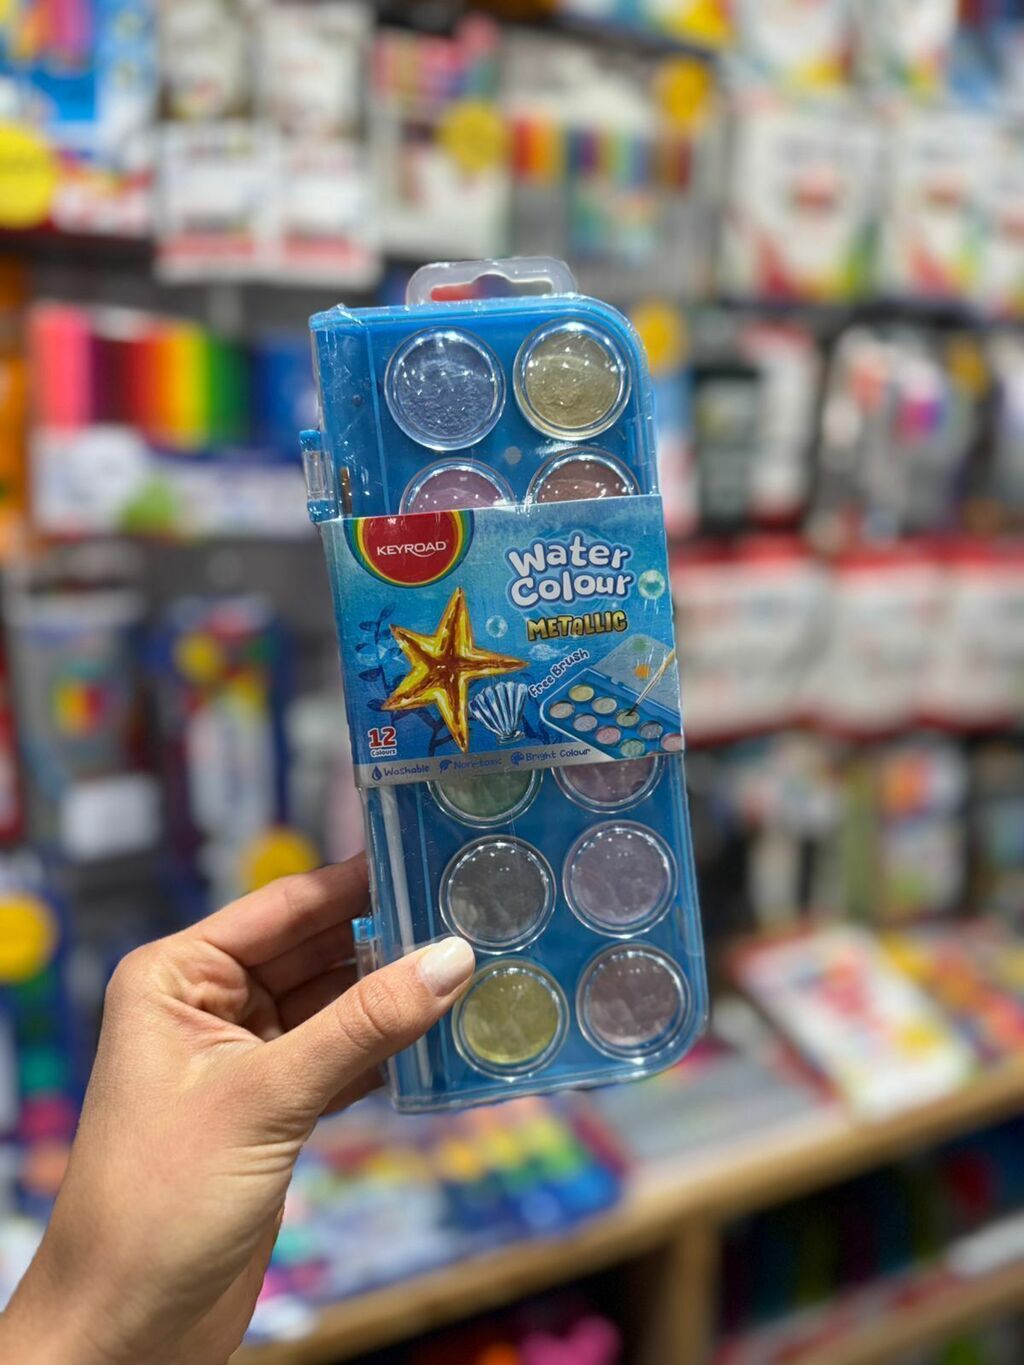 KEYROAD
Water
Colour
METALLIC
Free Brush
12
Colours
Washable
Non-toxic
Bright Colour